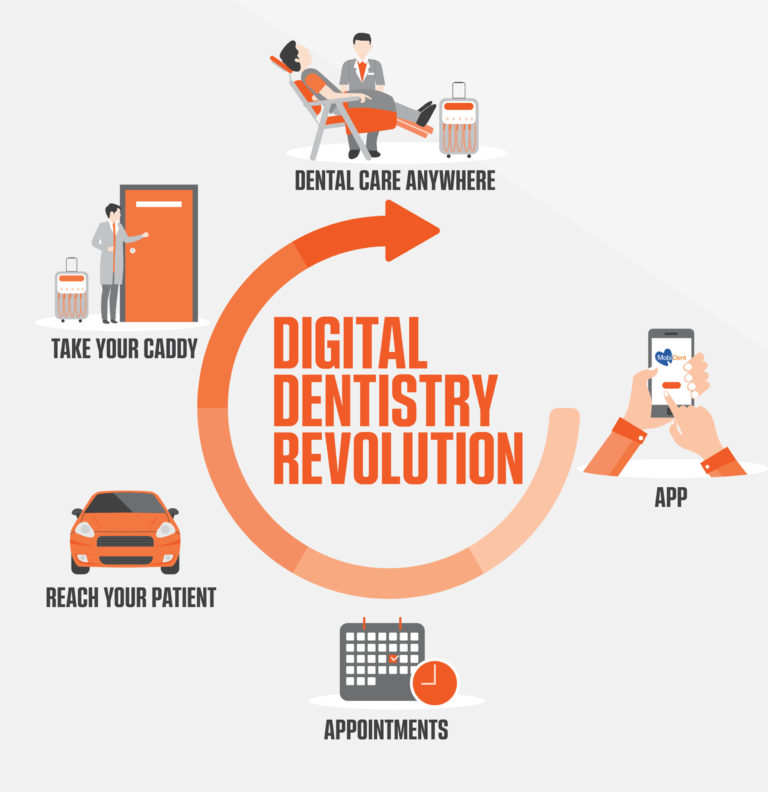 DENTAL CARE ANYWHERE
TAKE YOUR CADDY
DIGITAL
DENTISTRY
REVOLUTION
MobiDent
APP
REACH YOUR PATIENT
APPOINTMENTS